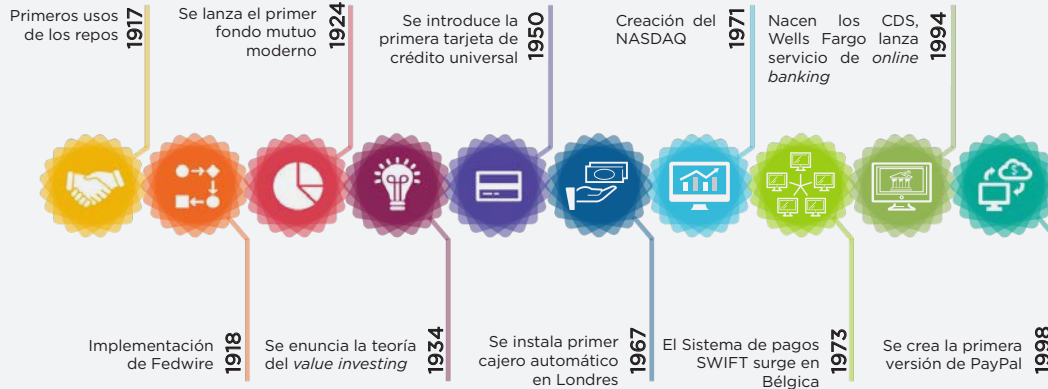 Primeros usos
de los repos
1917
Implementación
de Fedwire
1918
Se lanza el primer
fondo mutuo
moderno
1924
Se enuncia la teoría
del value investing
1934
Se introduce la
primera tarjeta de
crédito universal
1950
Se instala primer
cajero automático
en Londres
1967
Creación del
NASDAQ
1971
El Sistema de pagos
SWIFT surge en
Bélgica
1973
Nacen los CDS,
Wells Fargo lanza
servicio de online
banking
1994
Se crea la primera
versión de PayPal
1998
$